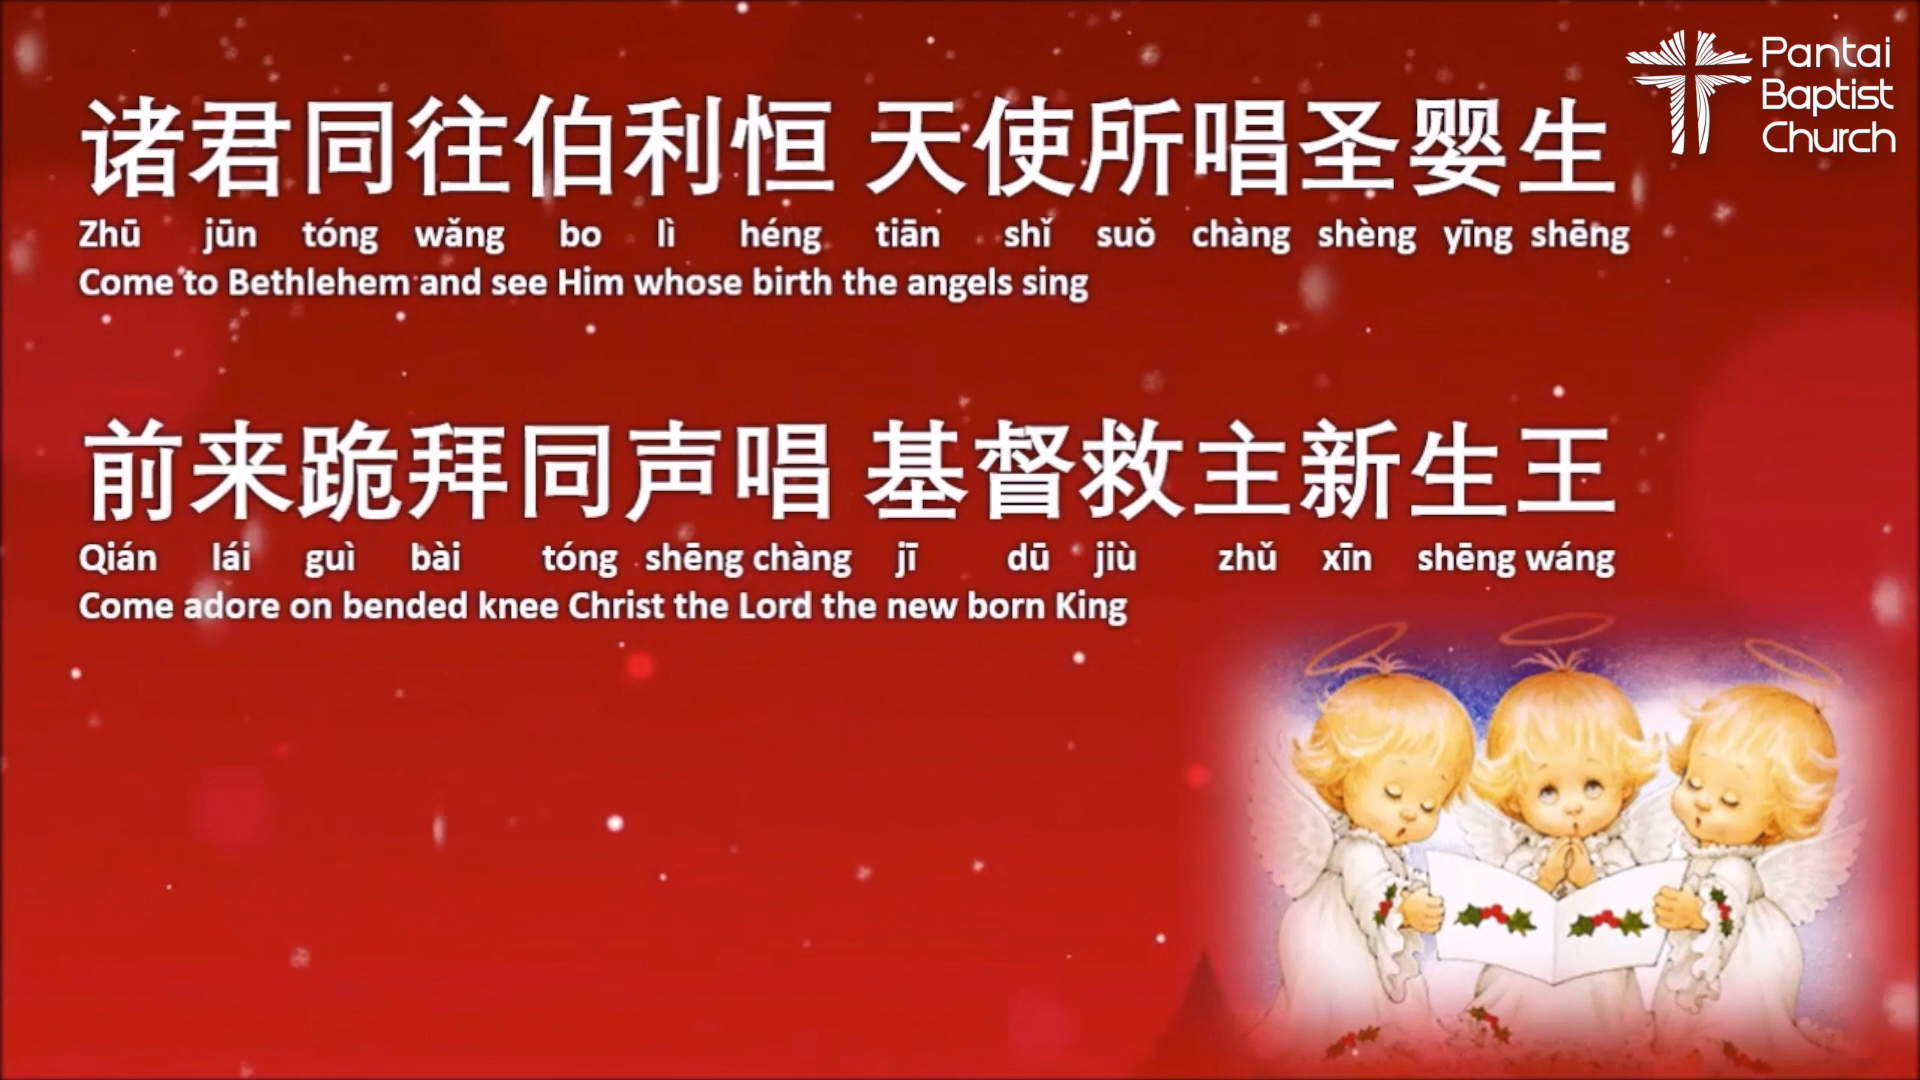 诸君同往伯利恒 天使所唱圣婴生
Zhū jūn tóng wǎng bo lì héng tiān shǐ suǒ chàng shèng yīng shēng
Come to Bethlehem and see Him whose birth the angels sing
前来跪拜同声唱 基督救主新生王
Qián lái guì bài tóng shēng chàng jī dū jiù zhǔ xīn shēng wáng
Come adore on bended knee Christ the Lord the new born King
Pantai
Baptist
Church